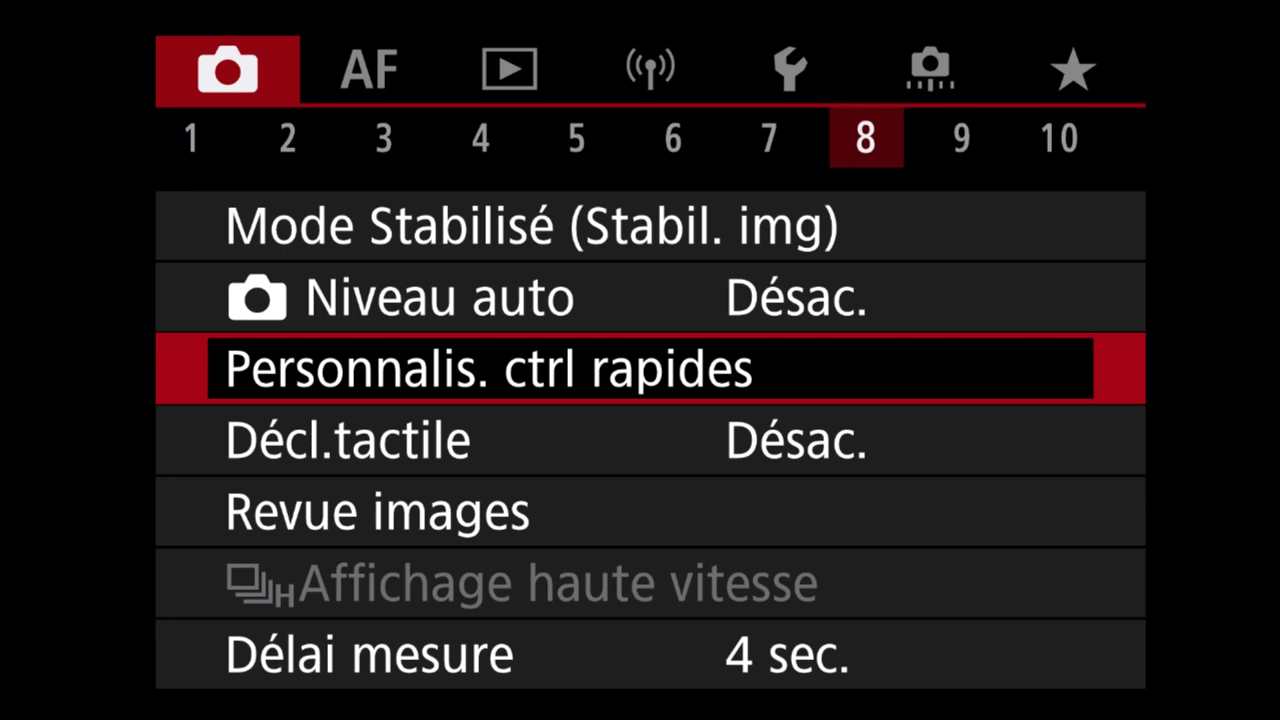 AF
1 2 3 4 5 6 7 8 9 10
Mode Stabilisé (Stabil. img)
Niveau auto Désac.
Personnalis. ctrl rapides
Décl.tactile Désac.
Revue images
H Affichage haute vitesse
Délai mesure 4 sec.